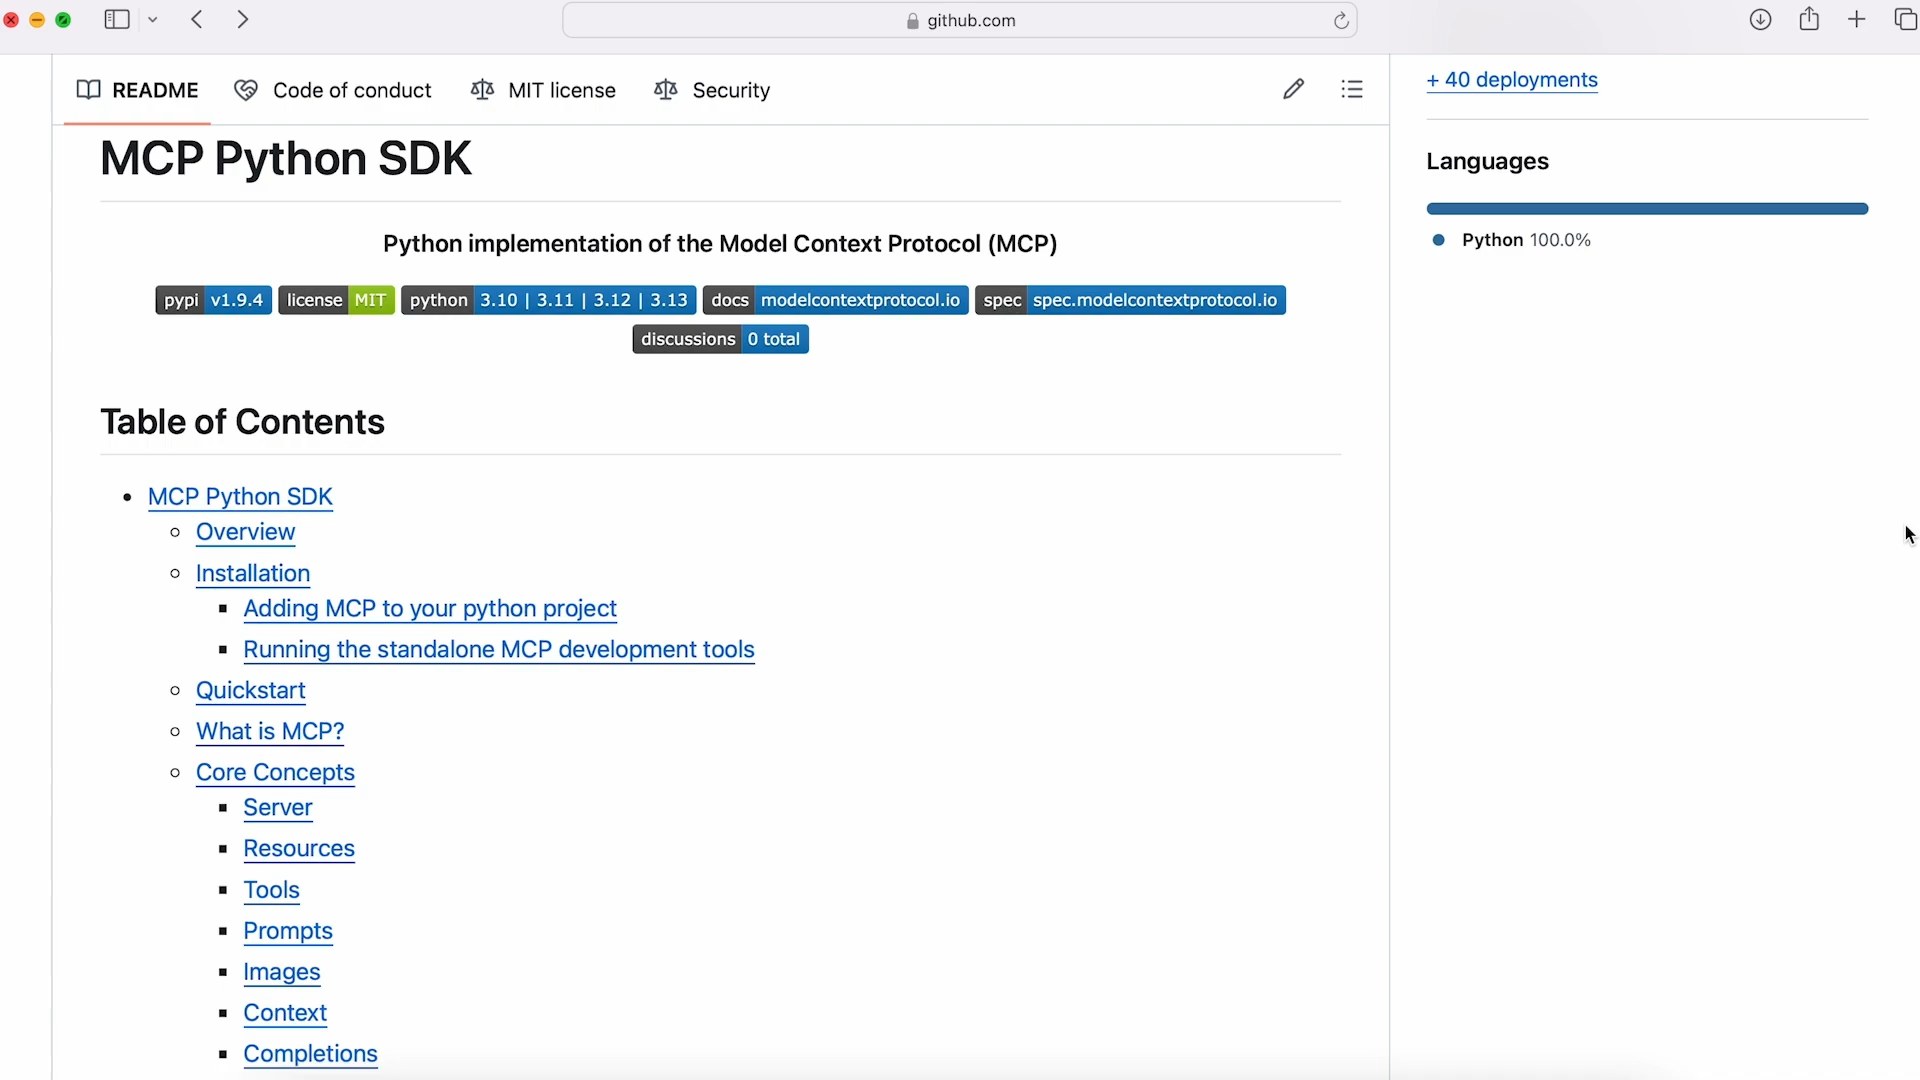 github.com
README Code of conduct MIT license Security
+ 40 deployments
MCP Python SDK
Languages
Python 100.0%
Python implementation of the Model Context Protocol (MCP)
pypi v1.9.4 license MIT python 3.10 | 3.11 | 3.12 | 3.13 docs modelcontextprotocol.io spec spec.modelcontextprotocol.io
discussions 0 total
Table of Contents
MCP Python SDK
Overview
Installation
Adding MCP to your python project
Running the standalone MCP development tools
Quickstart
What is MCP?
Core Concepts
Server
Resources
Tools
Prompts
Images
Context
Completions